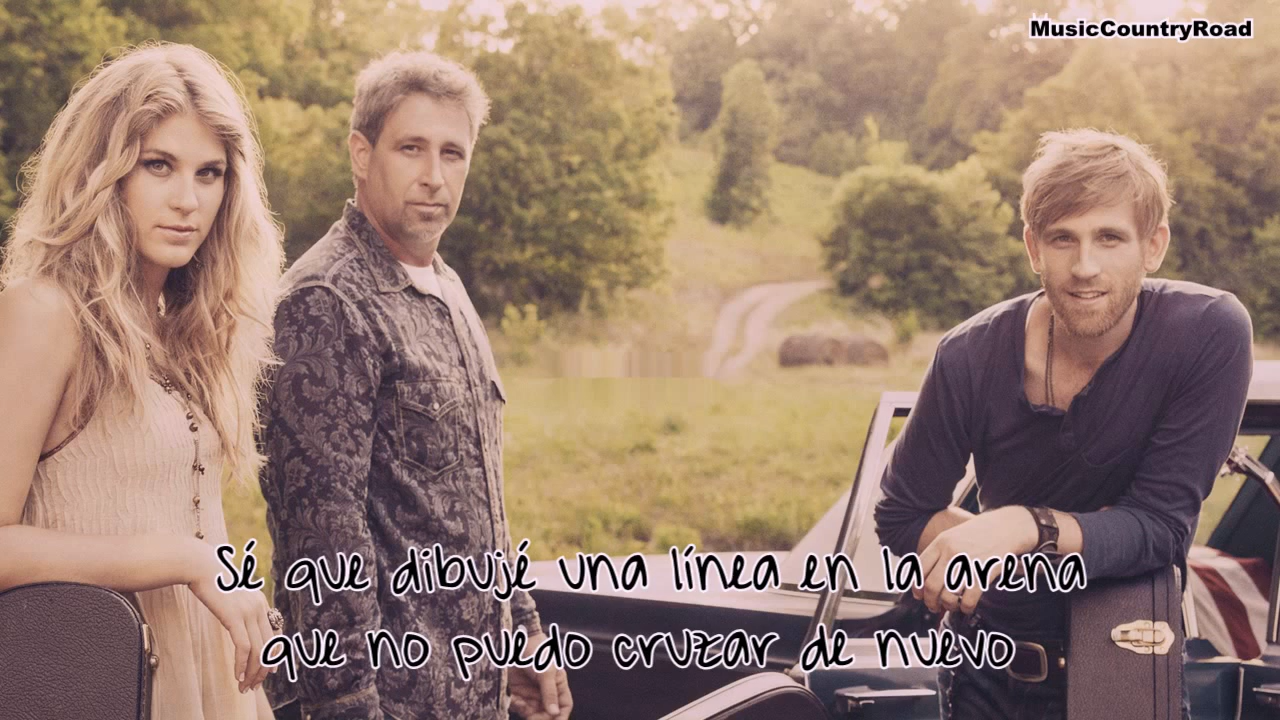 MusicCountryRoad
Sé que dibujé una línea en la arena
que no puedo cruzar de nuevo